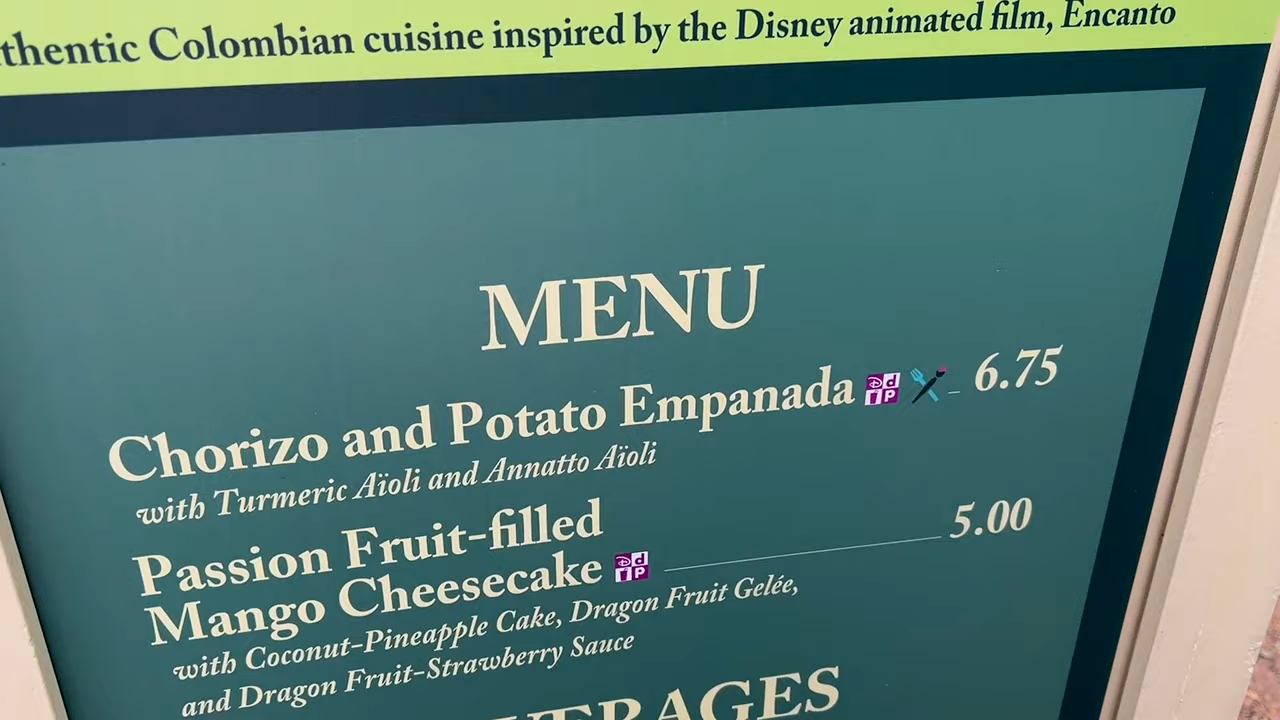 Colombian cuisine inspired by the Disney animated film, Encanto
MENU
Chorizo and Potato Empanada 6.75
with Turmeric Aïoli and Annatto Aïoli
Passion Fruit-filled
Mango Cheesecake 5.00
with Coconut-Pineapple Cake, Dragon Fruit Gelée,
and Dragon Fruit-Strawberry Sauce